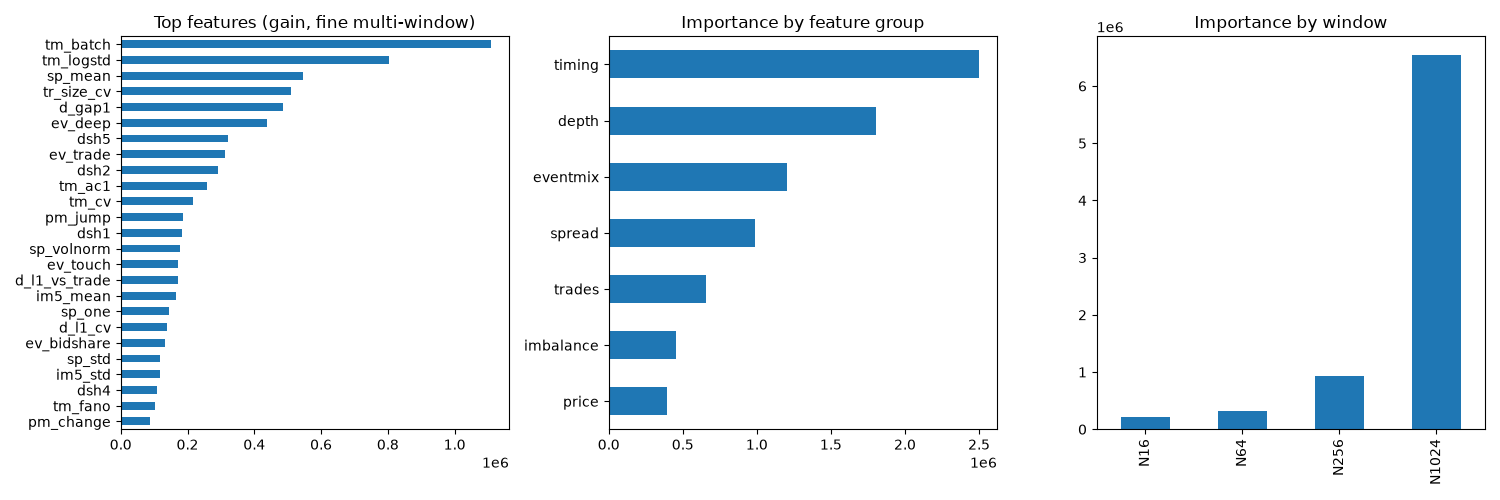 Top features (gain, fine multi-window)
tm_batch
tm_logstd
sp_mean
tr_size_cv
d_gap1
ev_deep
dsh5
ev_trade
dsh2
tm_ac1
tm_cv
pm_jump
dsh1
sp_volnorm
ev_touch
d_l1_vs_trade
im5_mean
sp_one
d_l1_cv
ev_bidshare
sp_std
im5_std
dsh4
tm_fano
pm_change
0.0 0.2 0.4 0.6 0.8 1.0
1e6
Importance by feature group
timing
depth
eventmix
spread
trades
imbalance
price
0.0 0.5 1.0 1.5 2.0 2.5
1e6
Importance by window
1e6
6
5
4
3
2
1
0
N16 N64 N256 N1024